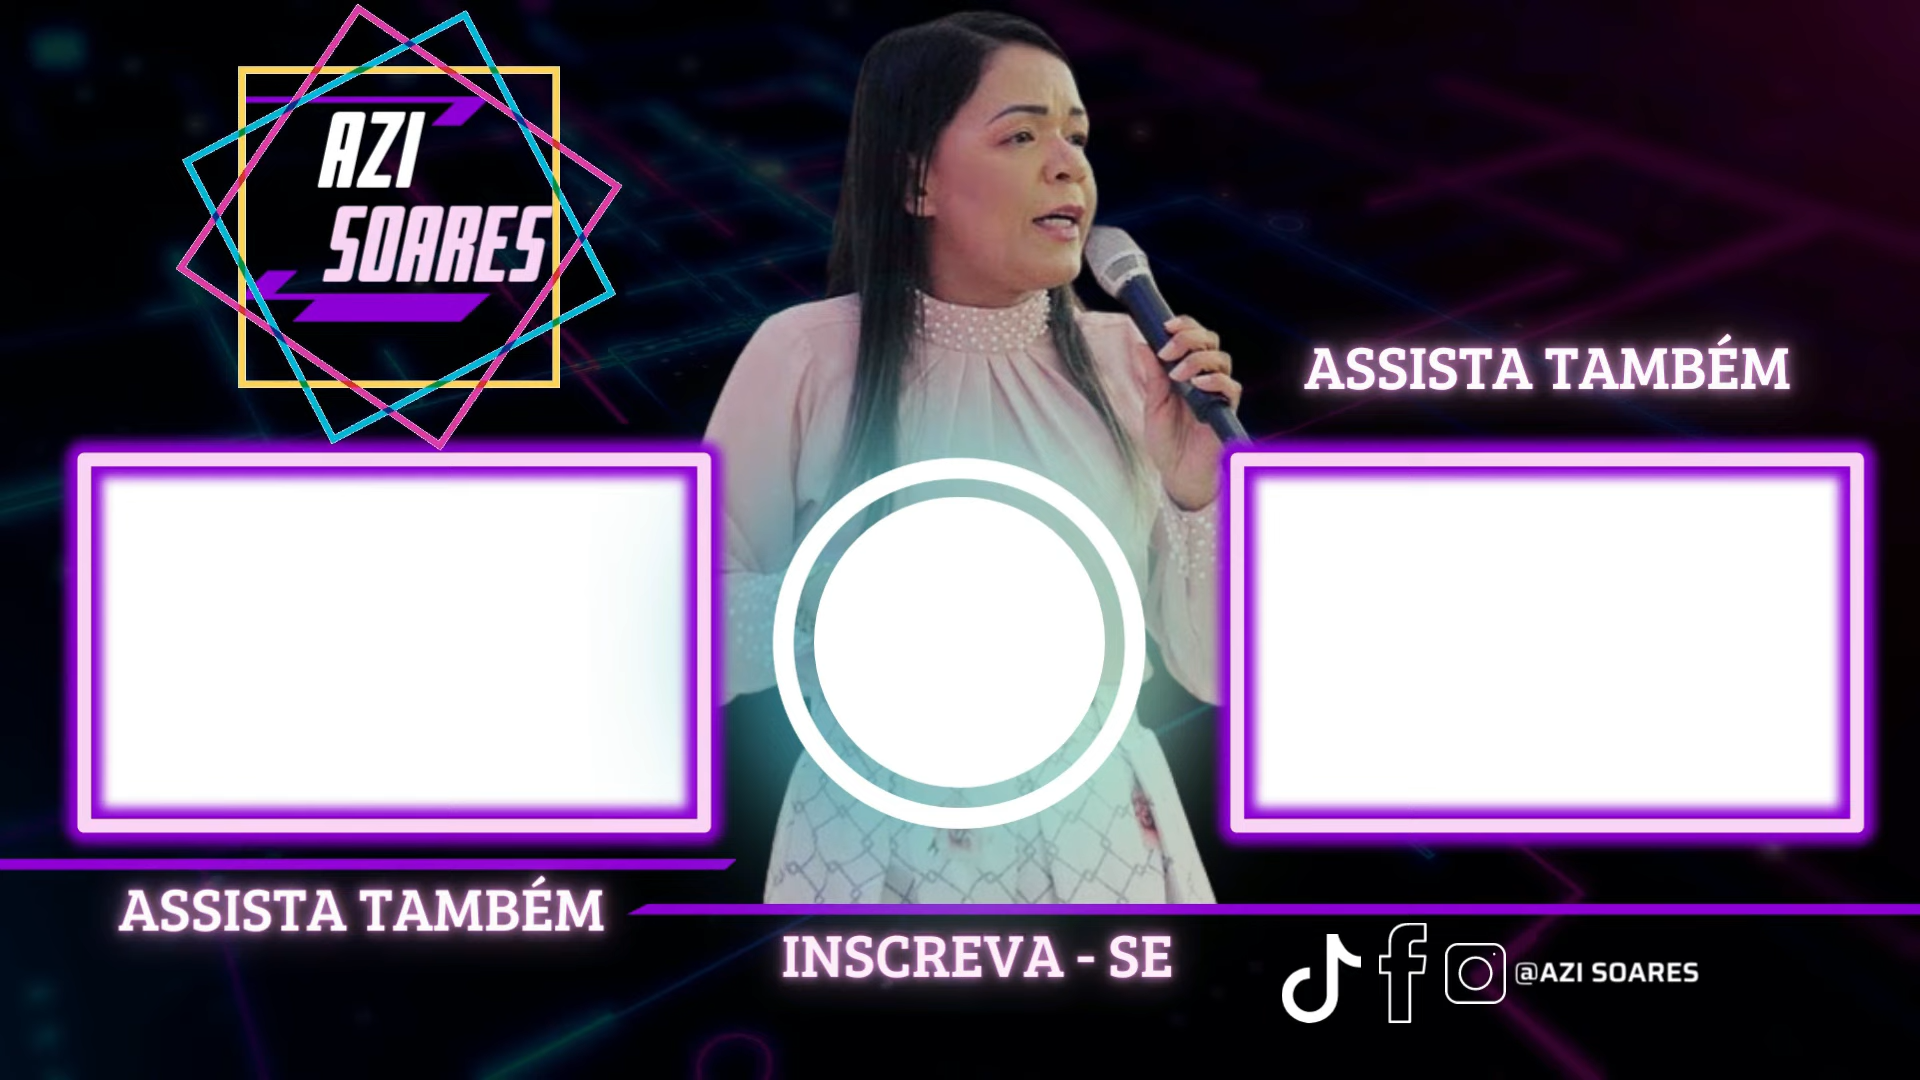 AZI
SOARES
ASSISTA TAMBÉM
ASSISTA TAMBÉM
INSCREVA - SE
@AZI SOARES